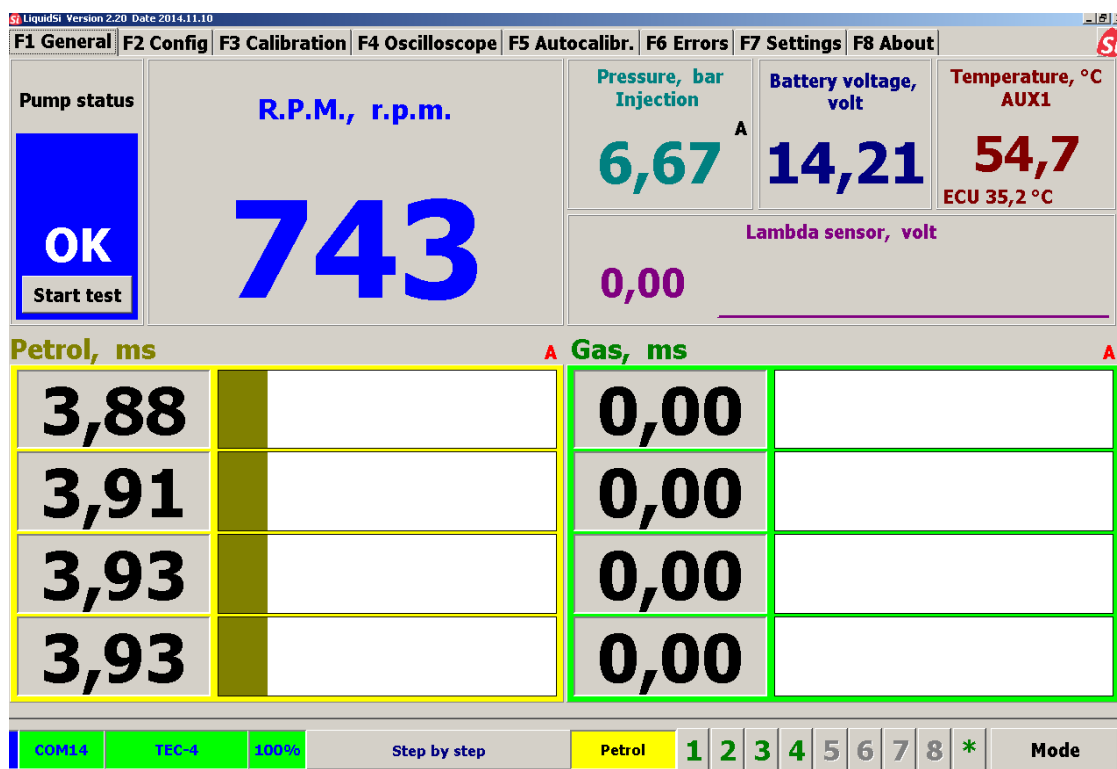 LiquidSi Version 2.20 Date 2014.11.10
F1 General F2 Config F3 Calibration F4 Oscilloscope F5 Autocalibr. F6 Errors F7 Settings F8 About
Pump status
OK
Start test
R.P.M., r.p.m.
743
Pressure, bar
Injection
A
6,67
Battery voltage,
volt
14,21
Temperature, °C
AUX1
54,7
ECU 35,2 °C
Lambda sensor, volt
0,00
Petrol, ms A
3,88
3,91
3,93
3,93
Gas, ms A
0,00
0,00
0,00
0,00
COM14 TEC-4 100% Step by step Petrol 1 2 3 4 5 6 7 8 * Mode